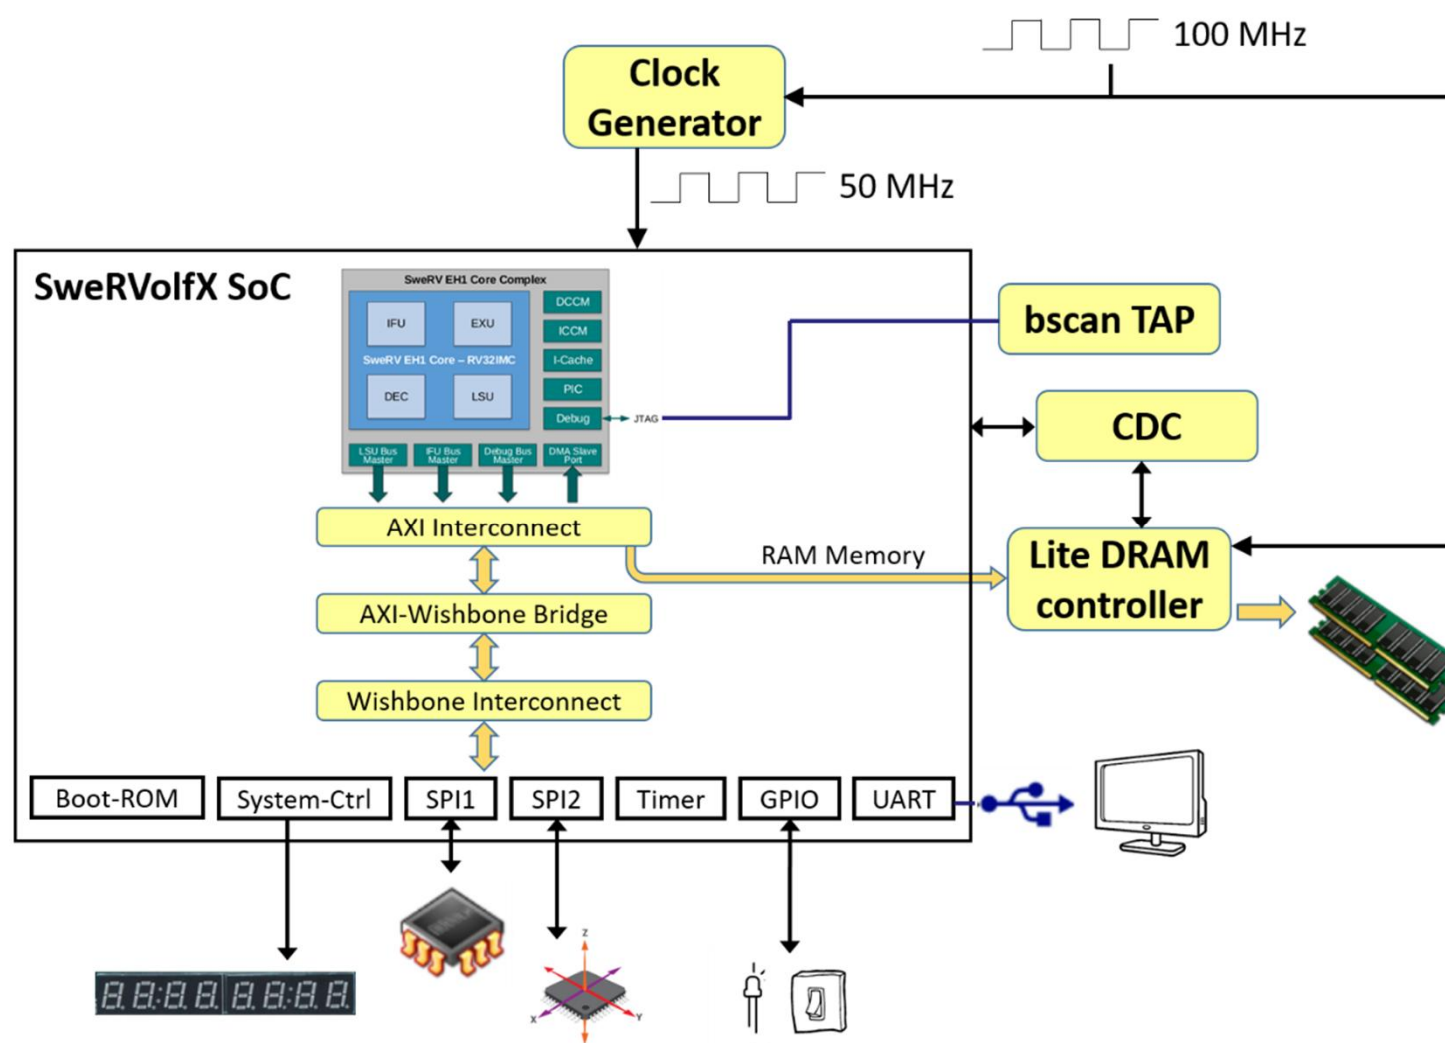 100 MHz
Clock
Generator
50 MHz
SweRVolfX SoC
SweRV EH1 Core Complex
IFU
EXU
SweRV EH1 Core – RV32IMC
DEC
LSU
DCCM
ICCM
I-Cache
PIC
Debug
JTAG
LSU Bus
Master
IFU Bus
Master
Debug Bus
Master
DMA Slave
Port
bscan TAP
CDC
AXI Interconnect
RAM Memory
Lite DRAM
controller
AXI-Wishbone Bridge
Wishbone Interconnect
Boot-ROM
System-Ctrl
SPI1
SPI2
Timer
GPIO
UART
Z
X
Y